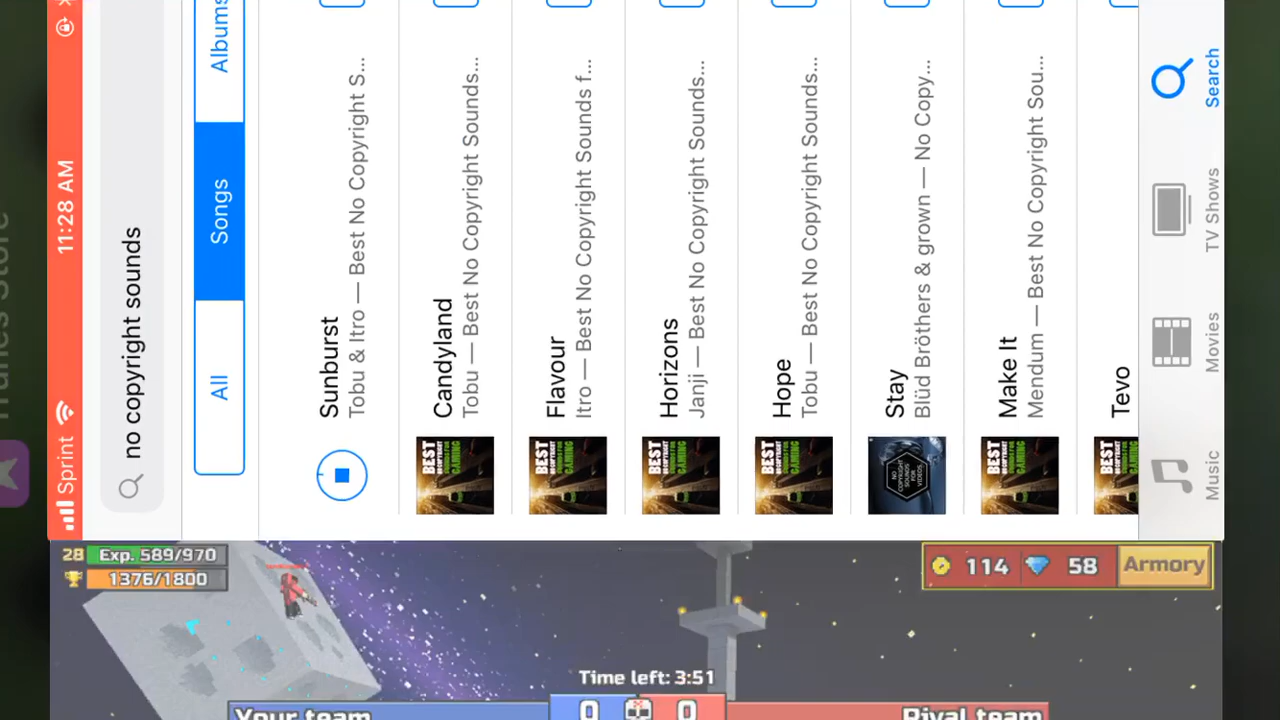 Sprint 11:28 AM
no copyright sounds
All Songs Albums
Sunburst
Tobu & Itro — Best No Copyright S...
Candyland
Tobu — Best No Copyright Sounds...
Flavour
Itro — Best No Copyright Sounds f...
Horizons
Janji — Best No Copyright Sounds...
Hope
Tobu — Best No Copyright Sounds...
Stay
Blüd Bröthers & grown — No Copy...
Make It
Mendum — Best No Copyright Sou...
Tevo
Music Movies TV Shows Search
28 Exp. 589/970
1376/1800
114 58 Armory
Time left: 3:51
Your team 0 0 Rival team